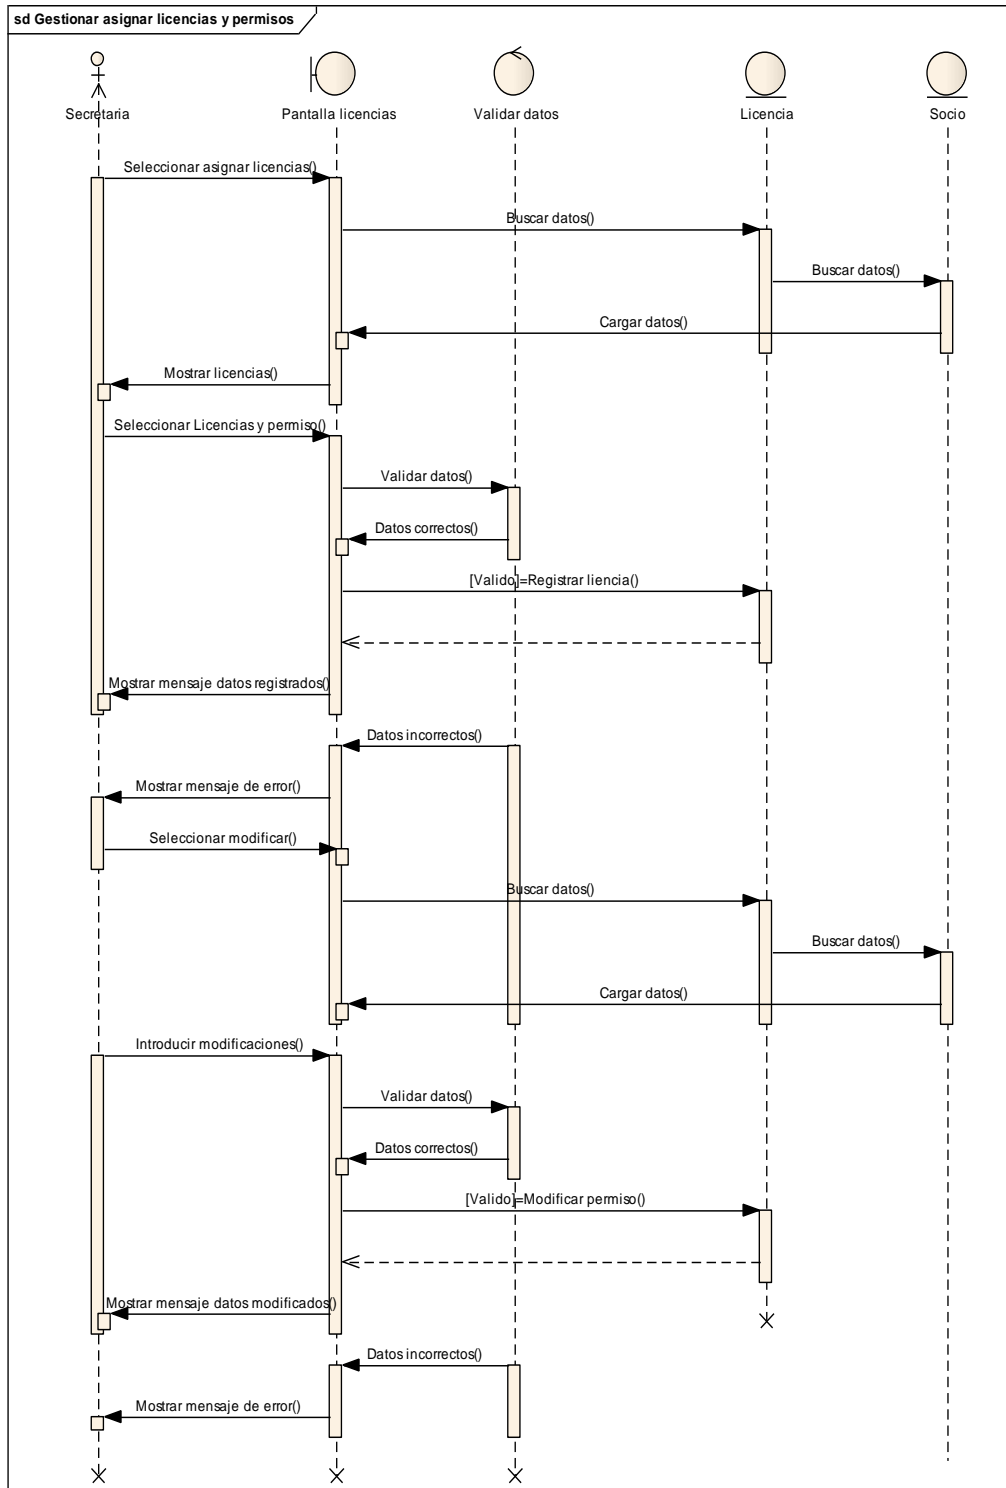 sd Gestionar asignar licencias y permisos
Secretaria
Pantalla licencias
Validar datos
Licencia
Socio
Seleccionar asignar licencias()
Buscar datos()
Buscar datos()
Cargar datos()
Mostrar licencias()
Seleccionar Licencias y permiso()
Validar datos()
Datos correctos()
[Valido]=Registrar liencia()
Mostrar mensaje datos registrados()
Datos incorrectos()
Mostrar mensaje de error()
Seleccionar modificar()
Buscar datos()
Buscar datos()
Cargar datos()
Introducir modificaciones()
Validar datos()
Datos correctos()
[Valido]=Modificar permiso()
Mostrar mensaje datos modificados()
Datos incorrectos()
Mostrar mensaje de error()